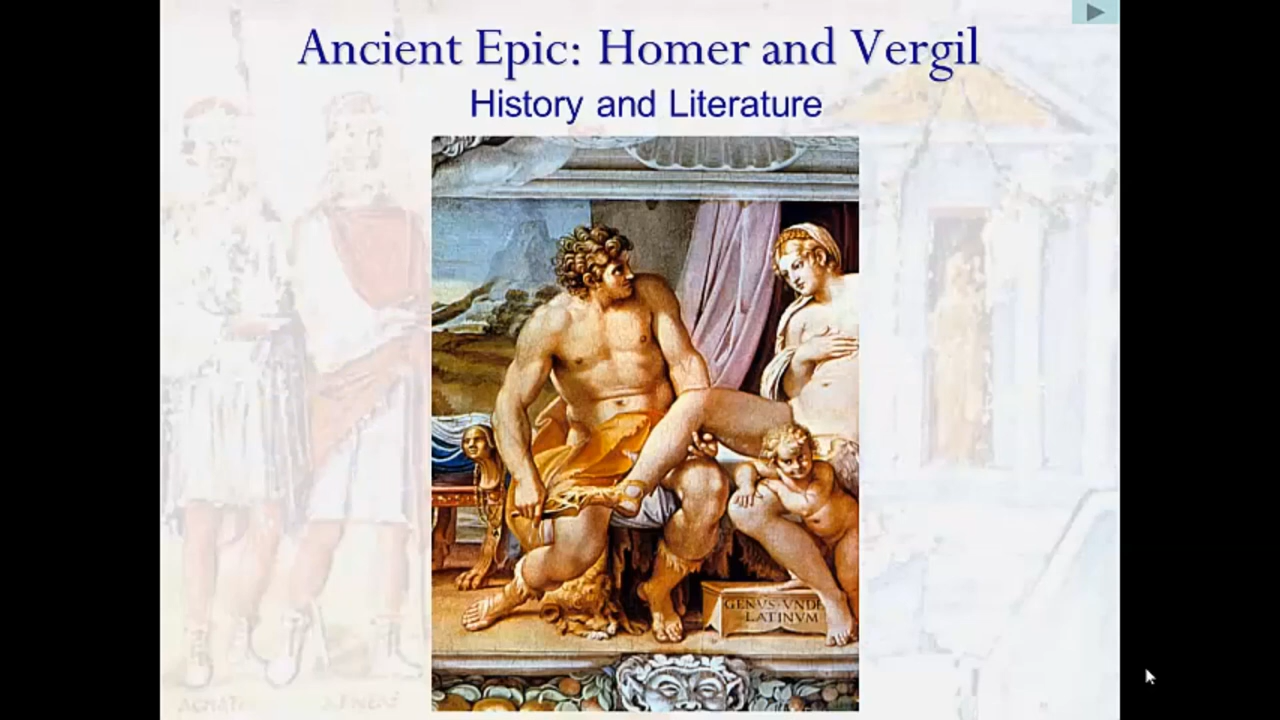 Ancient Epic: Homer and Vergil
History and Literature
GENVS·VNDE
LATINVM